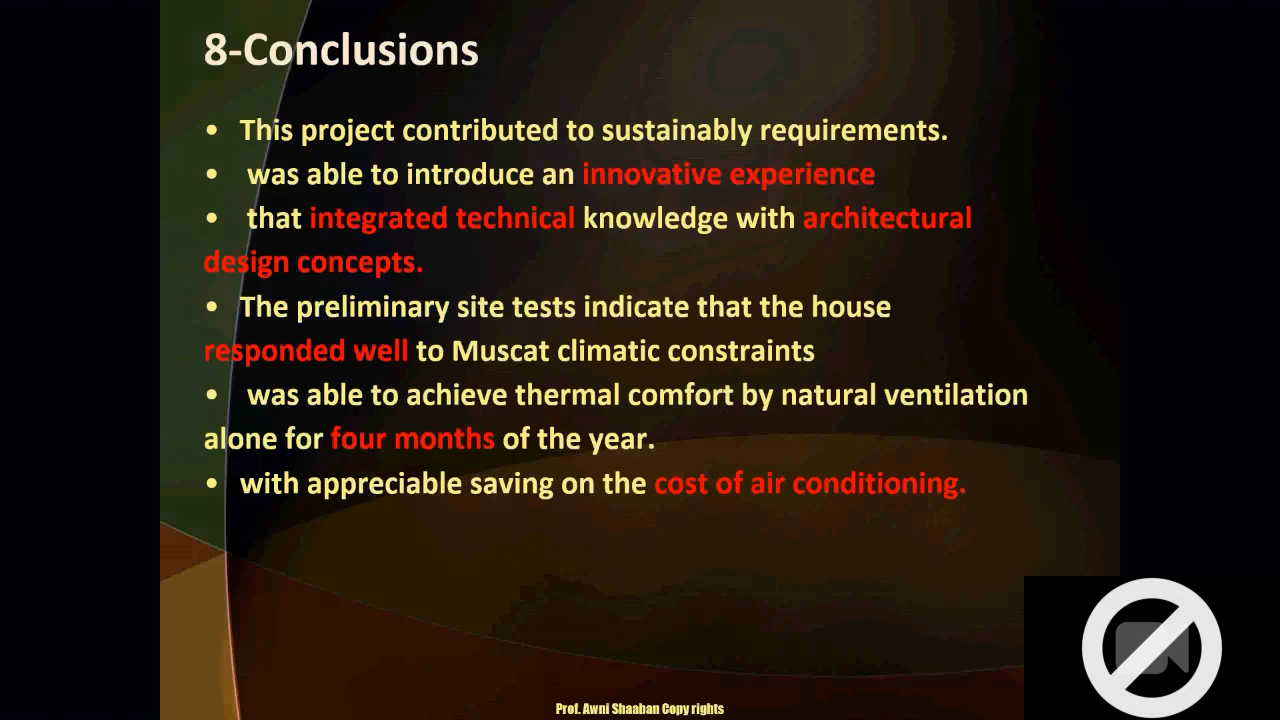 8-Conclusions
• This project contributed to sustainably requirements.
• was able to introduce an innovative experience
• that integrated technical knowledge with architectural
design concepts.
• The preliminary site tests indicate that the house
responded well to Muscat climatic constraints
• was able to achieve thermal comfort by natural ventilation
alone for four months of the year.
• with appreciable saving on the cost of air conditioning.
Prof. Awni Shaaban Copy rights